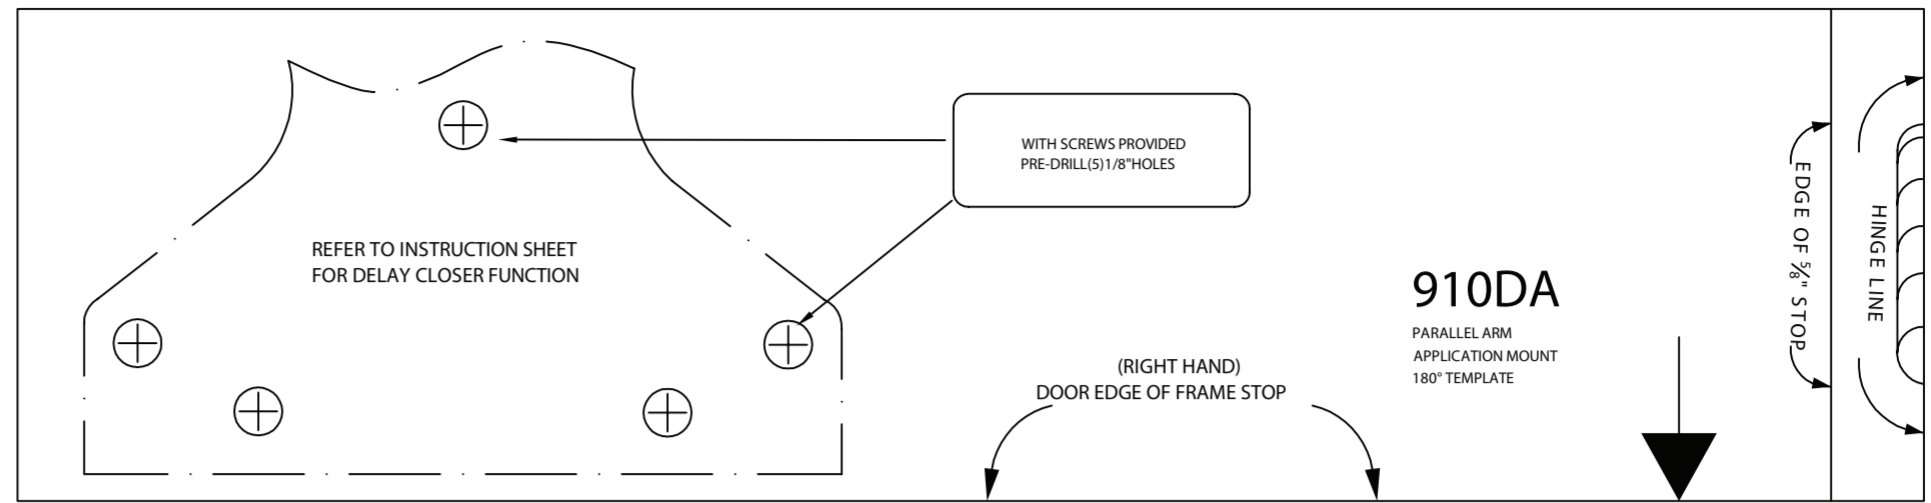 WITH SCREWS PROVIDED
PRE-DRILL(5)1/8"HOLES
REFER TO INSTRUCTION SHEET
FOR DELAY CLOSER FUNCTION
(RIGHT HAND)
DOOR EDGE OF FRAME STOP
910DA
PARALLEL ARM
APPLICATION MOUNT
180° TEMPLATE
EDGE OF ⅝" STOP
HINGE LINE